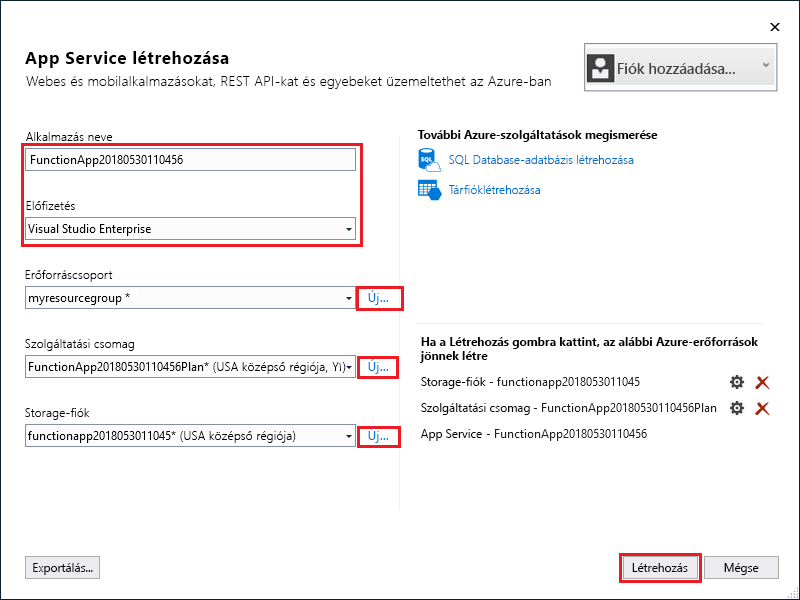 App Service létrehozása
Webes és mobilalkalmazásokat, REST API-kat és egyebeket üzemeltethet az Azure-ban
Fiók hozzáadása...
Alkalmazás neve
FunctionApp20180530110456
Előfizetés
Visual Studio Enterprise
Erőforráscsoport
myresourcegroup *
Új...
Szolgáltatási csomag
FunctionApp20180530110456Plan* (USA középső régiója, Y1)
Új...
Storage-fiók
functionapp2018053011045* (USA középső régiója)
Új...
További Azure-szolgáltatások megismerése
SQL
SQL Database-adatbázis létrehozása
Tárfióklétrehozása
Ha a Létrehozás gombra kattint, az alábbi Azure-erőforrások
jönnek létre
Storage-fiók - functionapp2018053011045
Szolgáltatási csomag - FunctionApp20180530110456Plan
App Service - FunctionApp20180530110456
Exportálás...
Létrehozás
Mégse